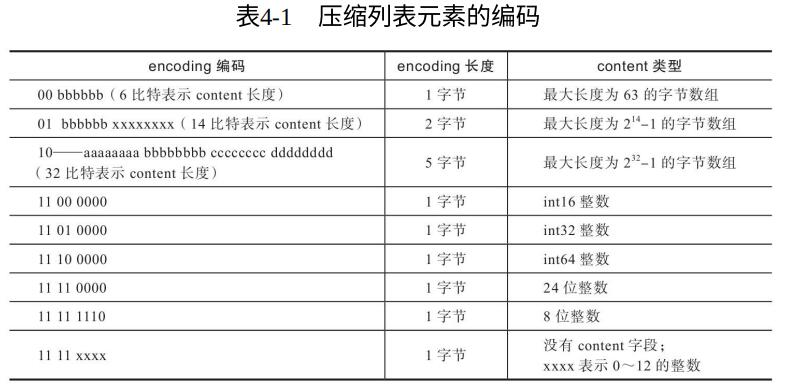 表4-1 压缩列表元素的编码
encoding 编码 encoding 长度 content 类型
00 bbbbbb（6 比特表示 content 长度） 1 字节 最大长度为 63 的字节数组
01 bbbbbb xxxxxxxx（14 比特表示 content 长度） 2 字节 最大长度为 2^14–1 的字节数组
10——aaaaaaaa bbbbbbbb cccccccc dddddddd
（32 比特表示 content 长度） 5 字节 最大长度为 2^32–1 的字节数组
11 00 0000 1 字节 int16 整数
11 01 0000 1 字节 int32 整数
11 10 0000 1 字节 int64 整数
11 11 0000 1 字节 24 位整数
11 11 1110 1 字节 8 位整数
11 11 xxxx 1 字节 没有 content 字段；
xxxx 表示 0～12 的整数